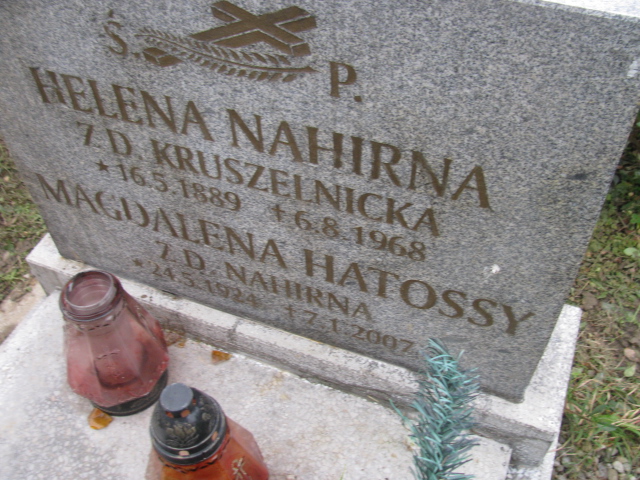 Ś. P.
HELENA NAHIRNA
Z D. KRUSZELNICKA
* 16.5.1889 + 6.8.1968
MAGDALENA HATOSSY
Z D. NAHIRNA
* 24.5.1924 + 7.1.2007